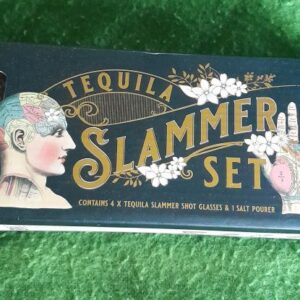 TEQUILA
SLAMMER
SET
CONTAINS 4 X TEQUILA SLAMMER SHOT GLASSES & 1 SALT POURER